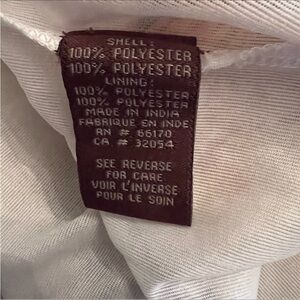 SHELL:
100% POLYESTER
100% POLYESTER
LINING:
100% POLYESTER
100% POLYESTER
MADE IN INDIA
FABRIQUE EN INDE
RN # 66170
CA # 32054
SEE REVERSE
FOR CARE
VOIR L'INVERSE
POUR LE SOIN